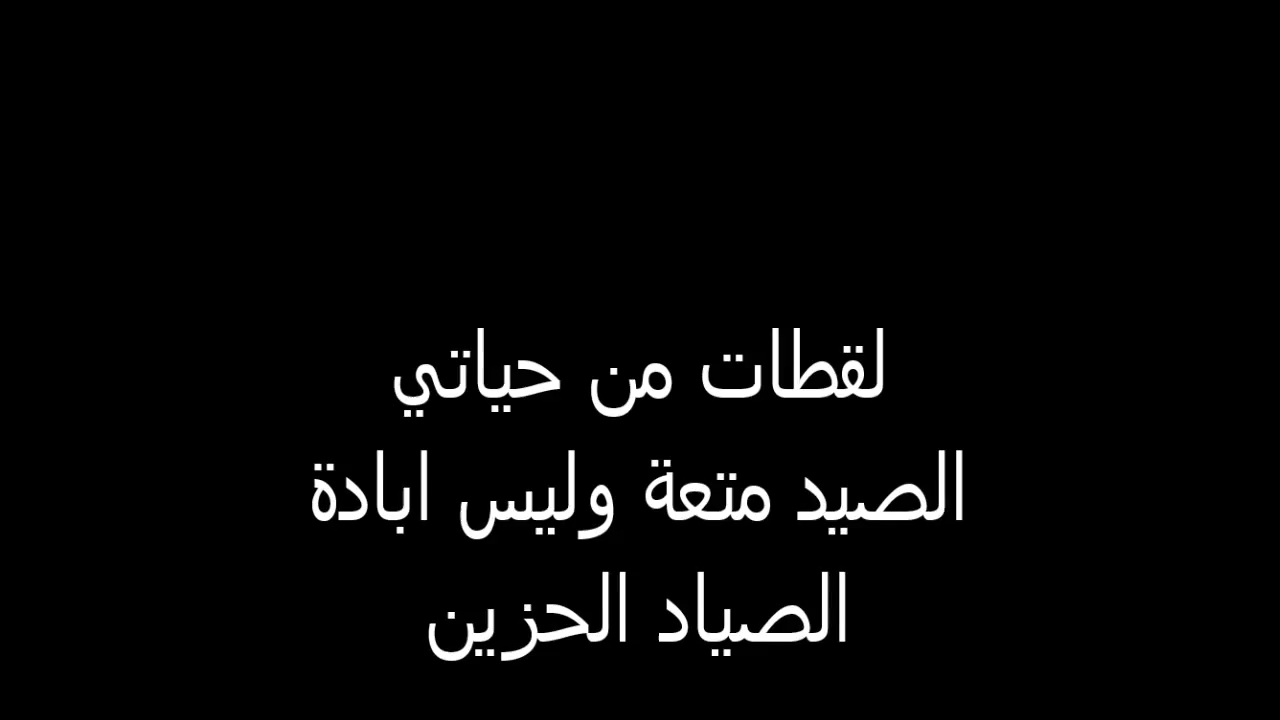 لقطات من حياتي
الصيد متعة وليس ابادة
الصياد الحزين